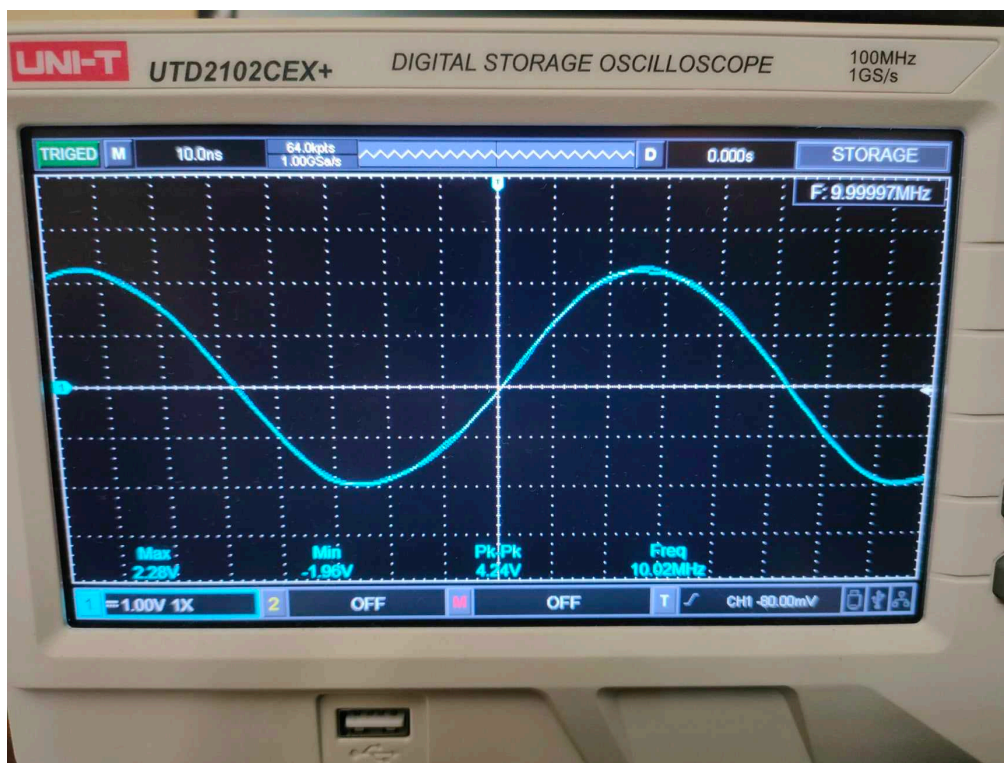 UNI-T UTD2102CEX+ DIGITAL STORAGE OSCILLOSCOPE 100MHz
1GS/s
TRIGED M 10.0ns 64.0kpts D 0.000s STORAGE
1.00GSa/s
T
F: 9.99997MHz
1
Max Min Pk-Pk Freq
2.28V -1.96V 4.24V 10.02MHz
1 1.00V 1X 2 OFF M OFF T CH1 -80.00mV